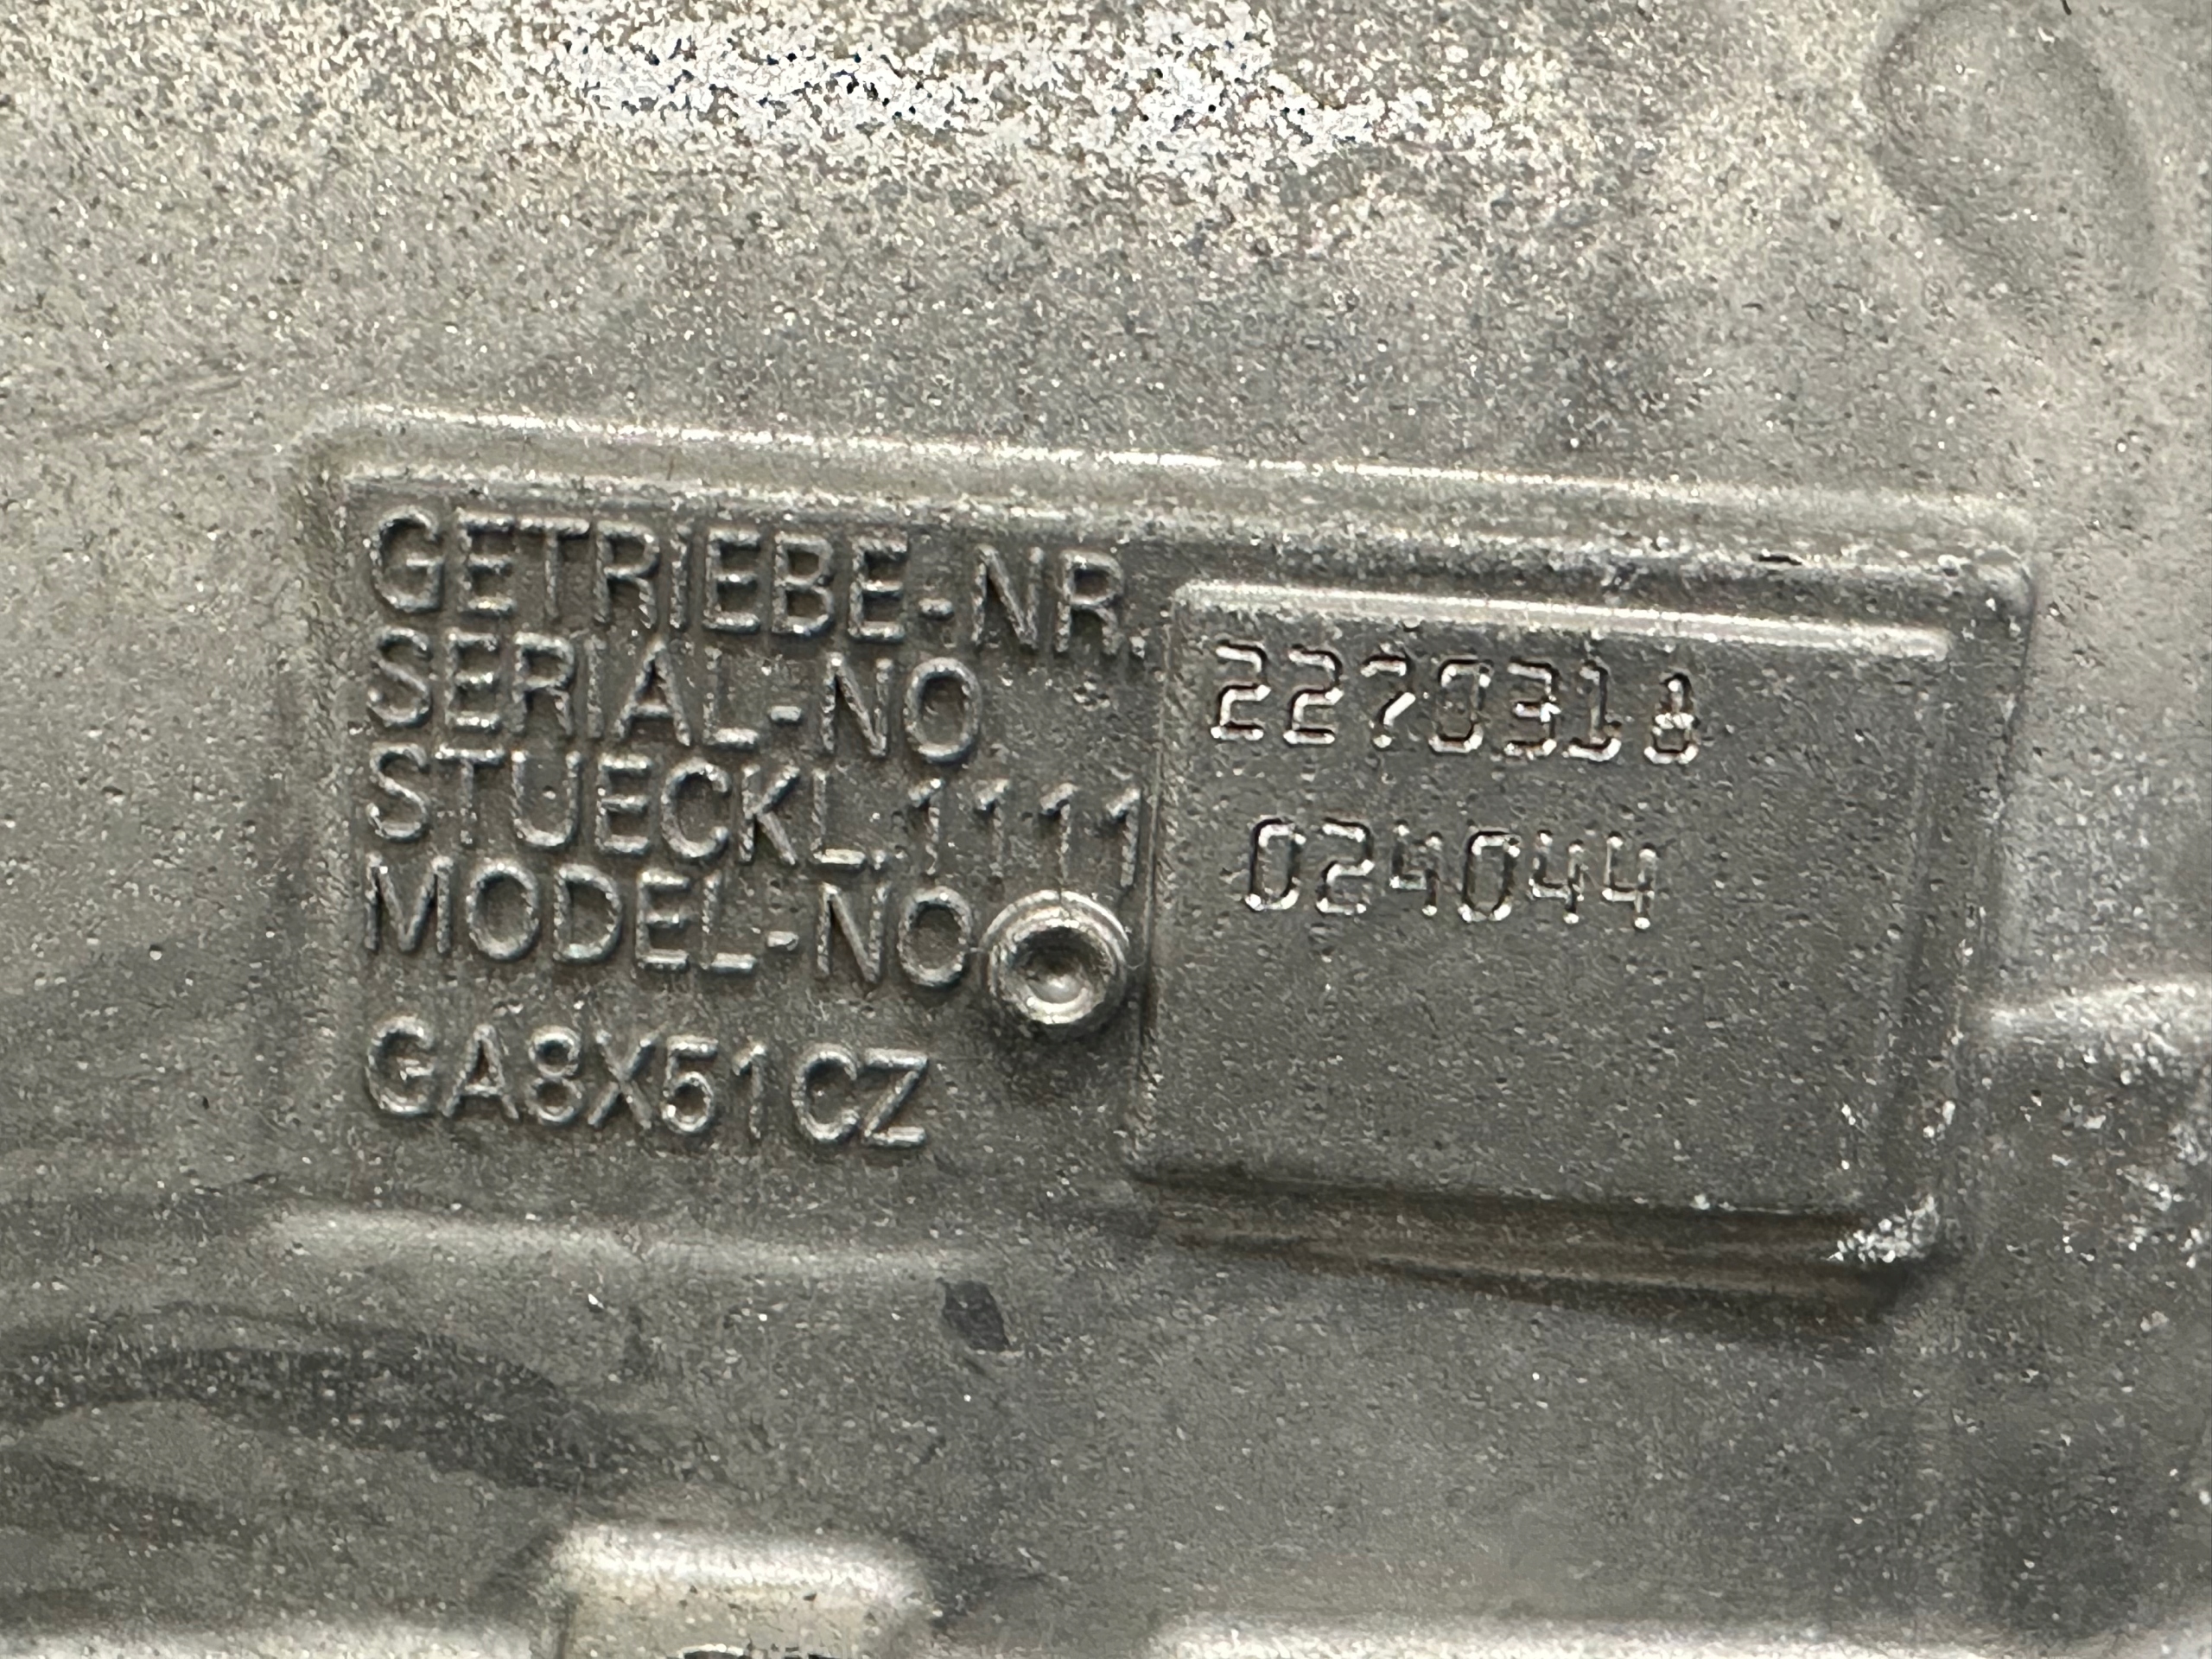 GETRIEBE-NR.
SERIAL-NO 2270318
STUECKL.1111
MODEL-NO 024044
GA8X51CZ